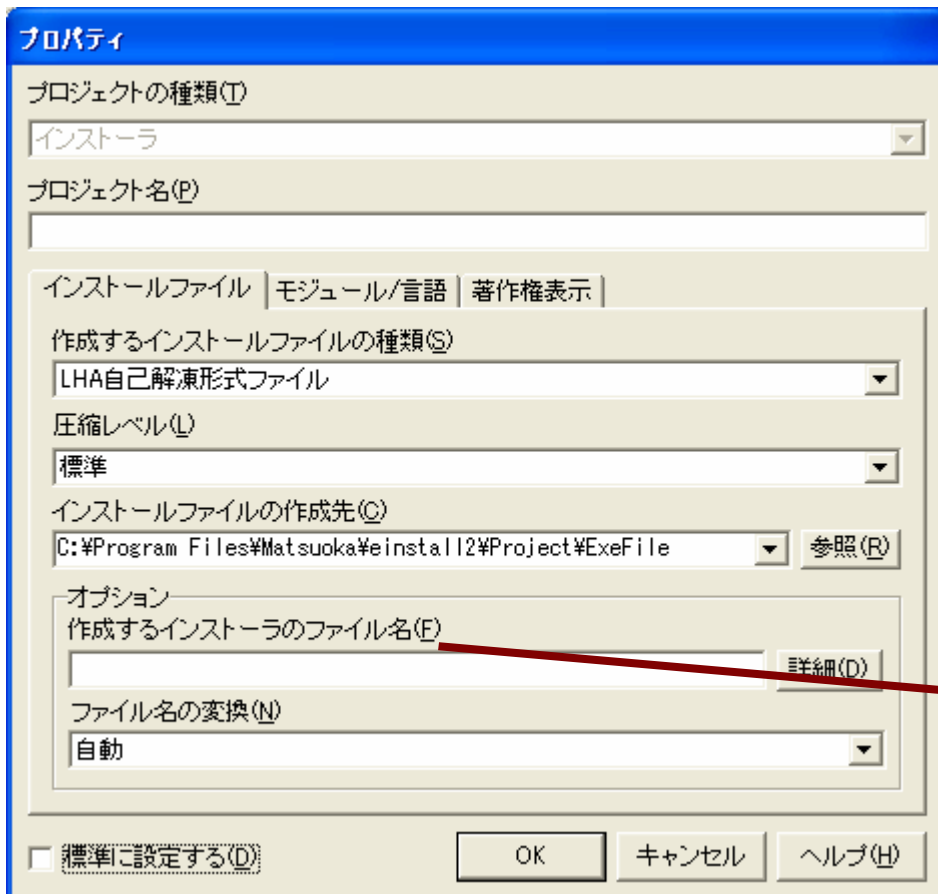 プロパティ
プロジェクトの種類(T)
インストーラ
プロジェクト名(P)
インストールファイル モジュール/言語 著作権表示
作成するインストールファイルの種類(S)
LHA自己解凍形式ファイル
圧縮レベル(L)
標準
インストールファイルの作成先(C)
C:¥Program Files¥Matsuoka¥einstall2¥Project¥ExeFile 参照(R)
オプション
作成するインストーラのファイル名(F)
詳細(D)
ファイル名の変換(N)
自動
標準に設定する(D) OK キャンセル ヘルプ(H)